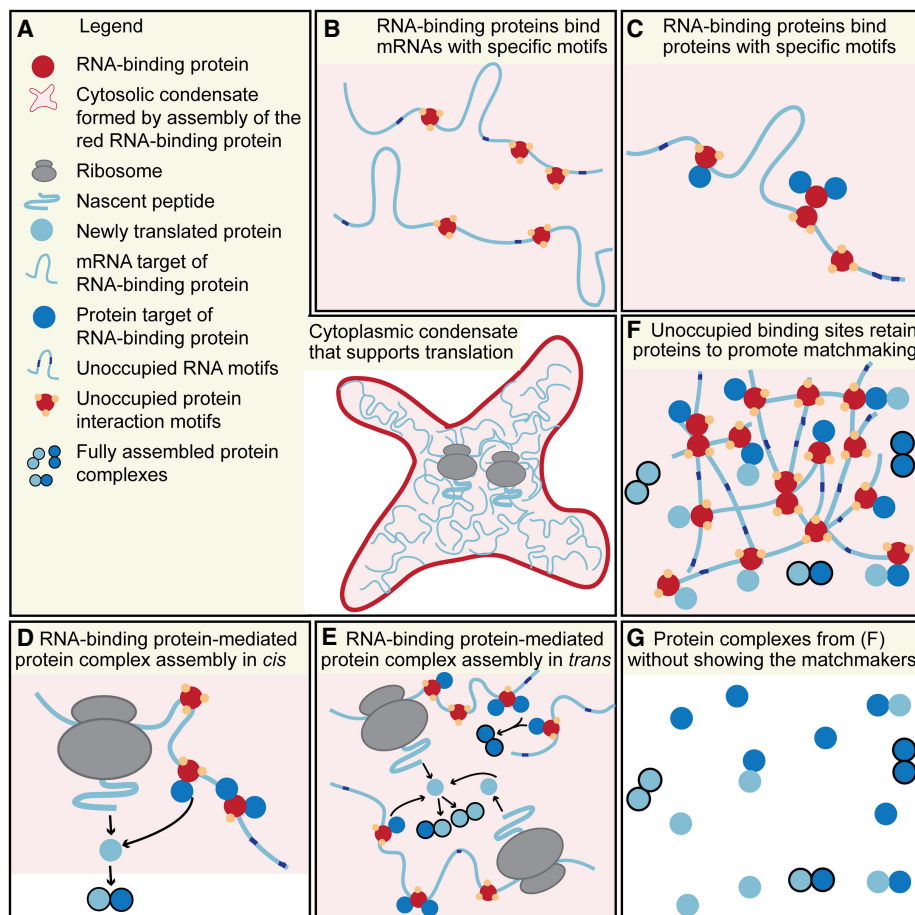 A
Legend
RNA-binding protein
Cytosolic condensate
formed by assembly of the
red RNA-binding protein
Ribosome
Nascent peptide
Newly translated protein
mRNA target of
RNA-binding protein
Protein target of
RNA-binding protein
Unoccupied RNA motifs
Unoccupied protein
interaction motifs
Fully assembled protein
complexes
B RNA-binding proteins bind
mRNAs with specific motifs
C RNA-binding proteins bind
proteins with specific motifs
Cytoplasmic condensate
that supports translation
F Unoccupied binding sites retain
proteins to promote matchmaking
D RNA-binding protein-mediated
protein complex assembly in cis
E RNA-binding protein-mediated
protein complex assembly in trans
G Protein complexes from (F)
without showing the matchmakers